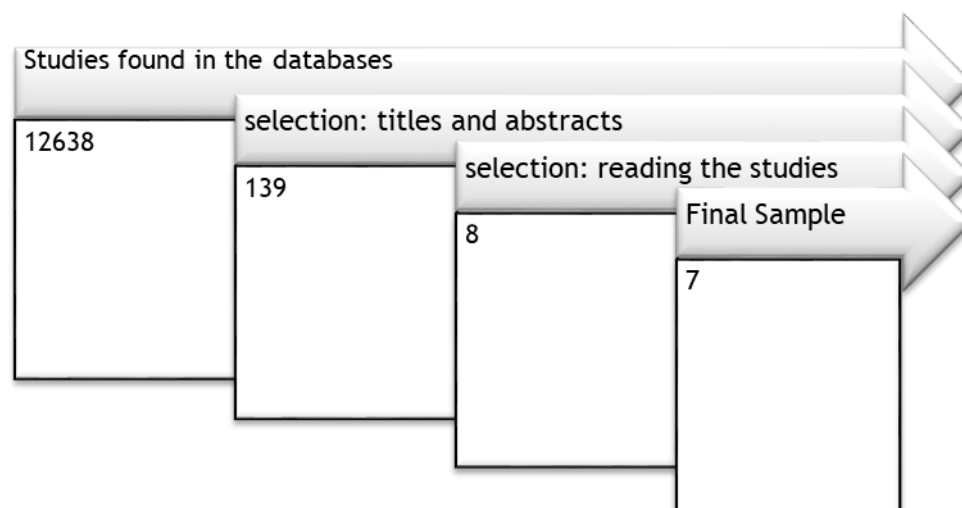 Studies found in the databases
12638
selection: titles and abstracts
139
selection: reading the studies
8
Final Sample
7